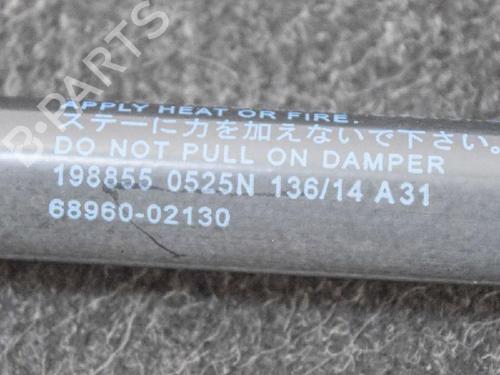 B-PARTS
APPLY HEAT OR FIRE.
ステーに力を加えないで下さい。
DO NOT PULL ON DAMPER
198855 0525N 136/14 A31
68960-02130